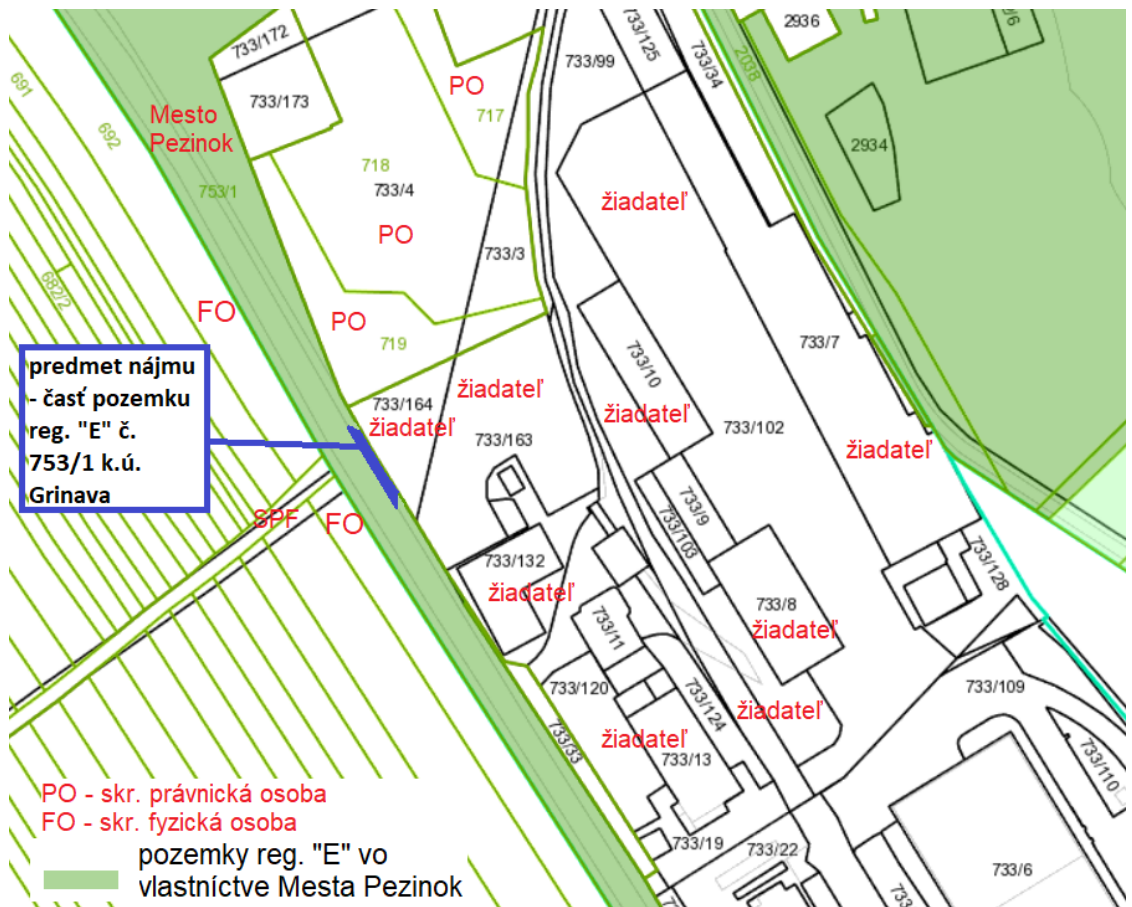 733/172
733/125
2936
/6
733/99
733/34
2038
691
692
733/173
PO
717
Mesto
Pezinok
718
733/4
2934
753/1
žiadateľ
PO
733/3
682/2
FO
PO
719
733/10
733/7
predmet nájmu
- časť pozemku
reg. "E" č.
753/1 k.ú.
Grinava
žiadateľ
733/164
žiadateľ
733/163
žiadateľ
733/102
žiadateľ
SPF
FO
733/9
733/103
733/132
žiadateľ
733/128
733/8
žiadateľ
733/11
733/120
733/124
733/109
žiadateľ
733/33
žiadateľ
733/13
733/110
PO - skr. právnická osoba
FO - skr. fyzická osoba
pozemky reg. "E" vo
vlastníctve Mesta Pezinok
733/19
733/22
733/6
733/